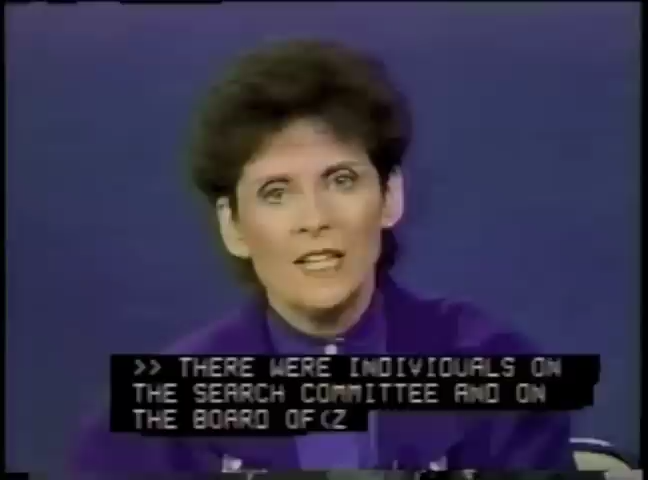 >> THERE WERE INDIVIDUALS ON
THE SEARCH COMMITTEE AND ON
THE BOARD OF(Z